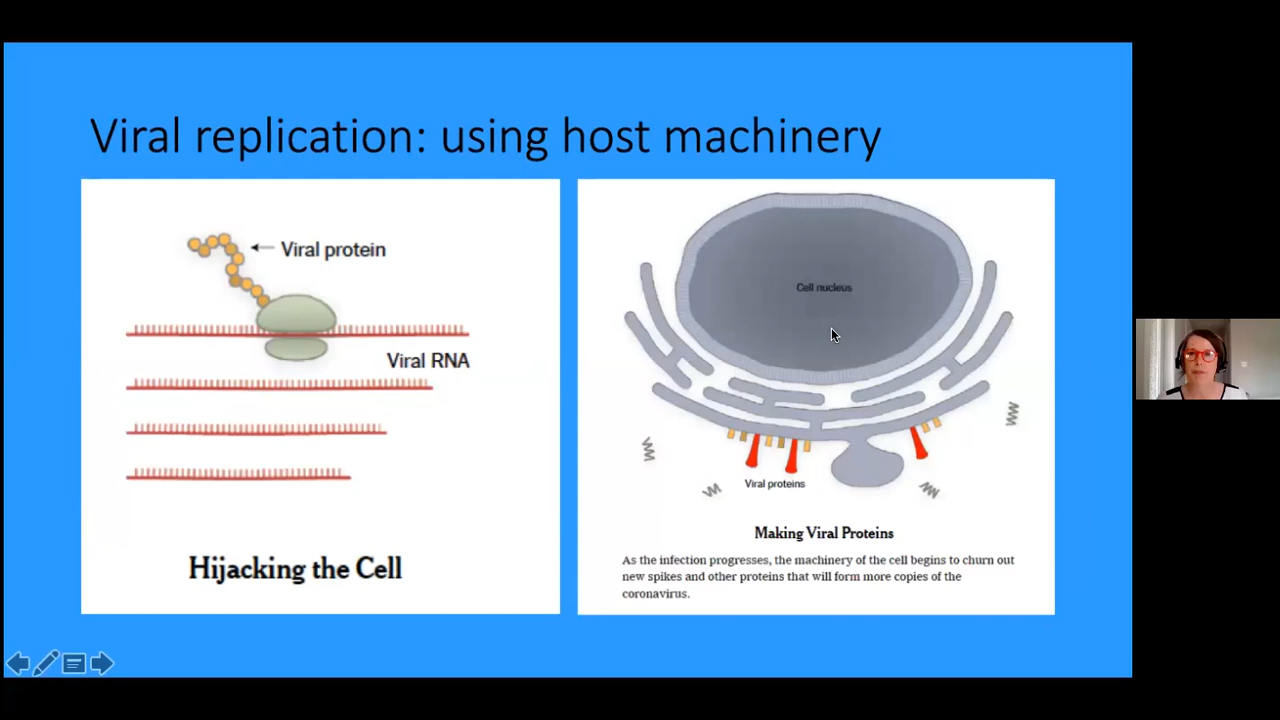 Viral replication: using host machinery
Viral protein
Viral RNA
Hijacking the Cell
Cell nucleus
Viral proteins
Making Viral Proteins
As the infection progresses, the machinery of the cell begins to churn out
new spikes and other proteins that will form more copies of the
coronavirus.